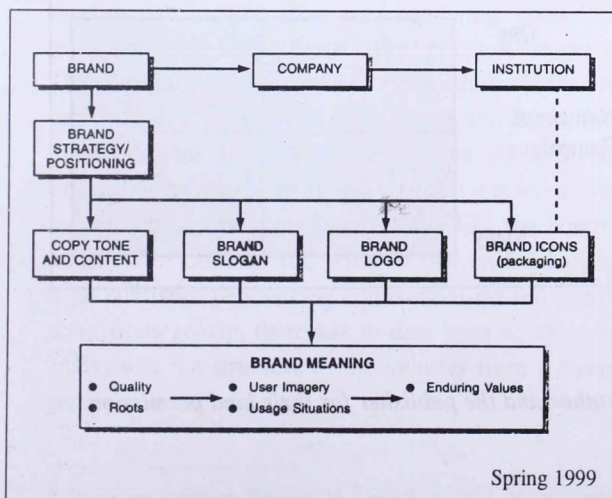 BRAND
COMPANY
INSTITUTION
BRAND
STRATEGY/
POSITIONING
COPY TONE
AND CONTENT
BRAND
SLOGAN
BRAND
LOGO
BRAND ICONS
(packaging)
BRAND MEANING
● Quality
● User Imagery
● Enduring Values
● Roots
● Usage Situations
Spring 1999